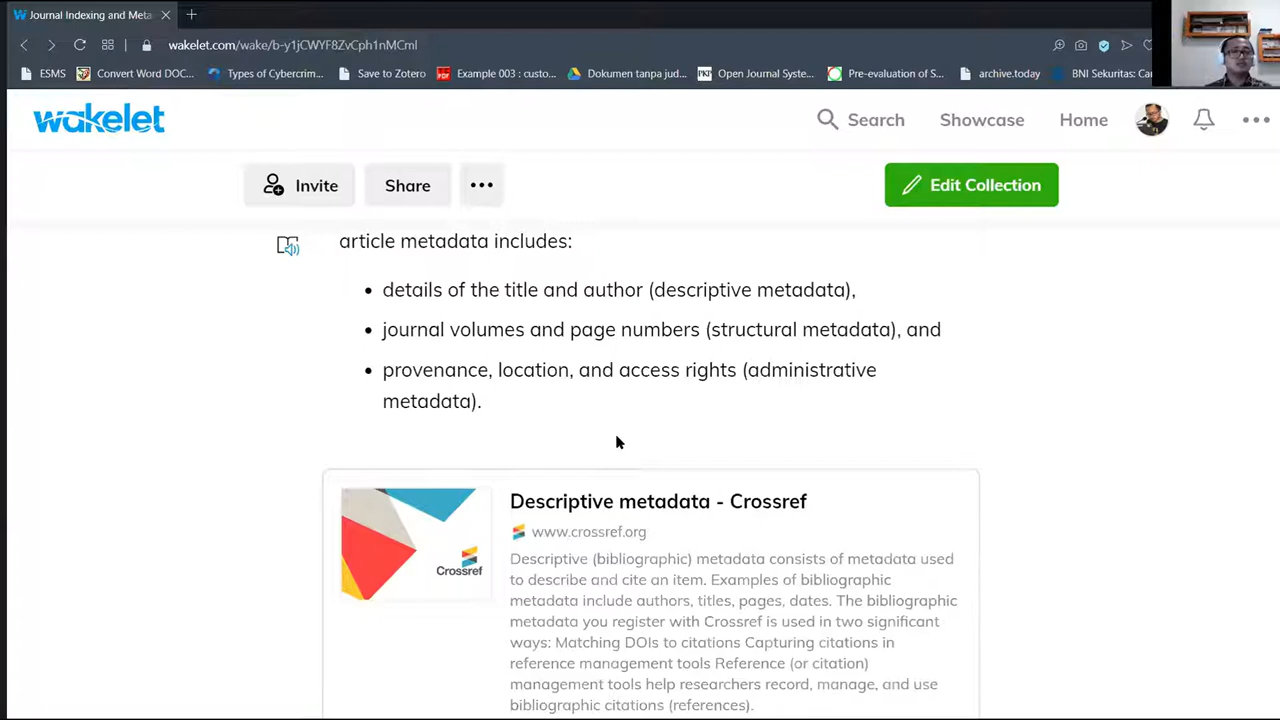 Journal Indexing and Meta
wakelet.com/wake/b-y1jCWYF8ZvCph1nMCml
ESMS
Convert Word DOC...
Types of Cybercrim...
Save to Zotero
PDF
Example 003 : custo...
Dokumen tanpa jud...
PKP
Open Journal Syste...
Pre-evaluation of S...
archive.today
BNI Sekuritas: Ca
wakelet
Search
Showcase
Home
Invite
Share
Edit Collection
article metadata includes:
• details of the title and author (descriptive metadata),
• journal volumes and page numbers (structural metadata), and
• provenance, location, and access rights (administrative
metadata).
Crossref
Descriptive metadata - Crossref
www.crossref.org
Descriptive (bibliographic) metadata consists of metadata used
to describe and cite an item. Examples of bibliographic
metadata include authors, titles, pages, dates. The bibliographic
metadata you register with Crossref is used in two significant
ways: Matching DOIs to citations Capturing citations in
reference management tools Reference (or citation)
management tools help researchers record, manage, and use
bibliographic citations (references).